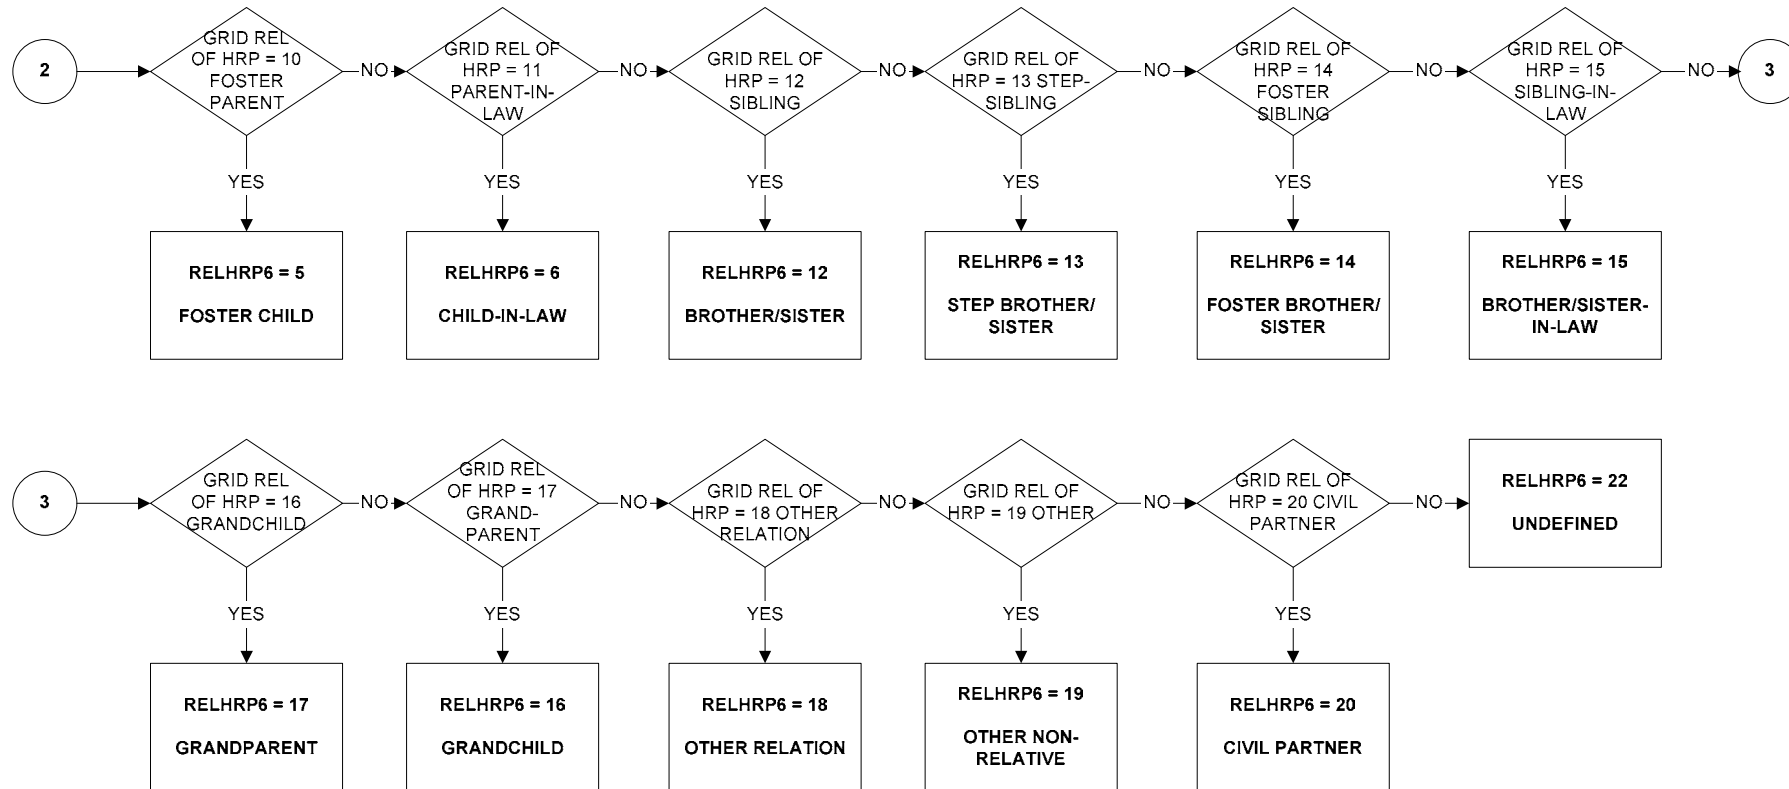 2
GRID REL
OF HRP = 10
FOSTER
PARENT
NO
GRID REL OF
HRP = 11
PARENT-IN-
LAW
NO
GRID REL OF
HRP = 12
SIBLING
NO
GRID REL OF
HRP = 13 STEP-
SIBLING
NO
GRID REL OF
HRP = 14
FOSTER
SIBLING
NO
GRID REL OF
HRP = 15
SIBLING-IN-
LAW
NO
3
YES
YES
YES
YES
YES
YES
RELHRP6 = 5
FOSTER CHILD
RELHRP6 = 6
CHILD-IN-LAW
RELHRP6 = 12
BROTHER/SISTER
RELHRP6 = 13
STEP BROTHER/
SISTER
RELHRP6 = 14
FOSTER BROTHER/
SISTER
RELHRP6 = 15
BROTHER/SISTER-
IN-LAW
3
GRID REL
OF HRP = 16
GRANDCHILD
NO
GRID REL
OF HRP = 17
GRAND-
PARENT
NO
GRID REL OF
HRP = 18 OTHER
RELATION
NO
GRID REL OF
HRP = 19 OTHER
NO
GRID REL OF
HRP = 20 CIVIL
PARTNER
NO
RELHRP6 = 22
UNDEFINED
YES
YES
YES
YES
YES
RELHRP6 = 17
GRANDPARENT
RELHRP6 = 16
GRANDCHILD
RELHRP6 = 18
OTHER RELATION
RELHRP6 = 19
OTHER NON-
RELATIVE
RELHRP6 = 20
CIVIL PARTNER